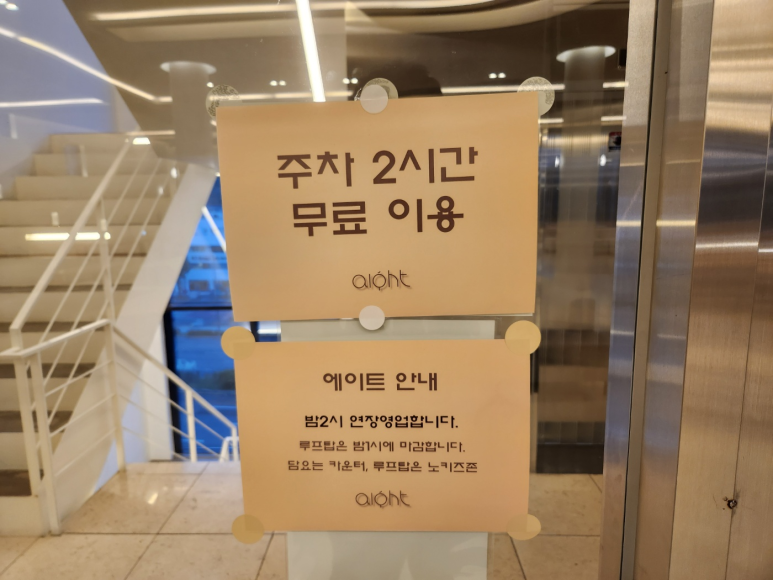 주차 2시간
무료 이용
aight
에이트 안내
밤2시 연장영업합니다.
루프탑은 밤1시에 마감합니다.
담요는 카운터, 루프탑은 노키즈존
aight